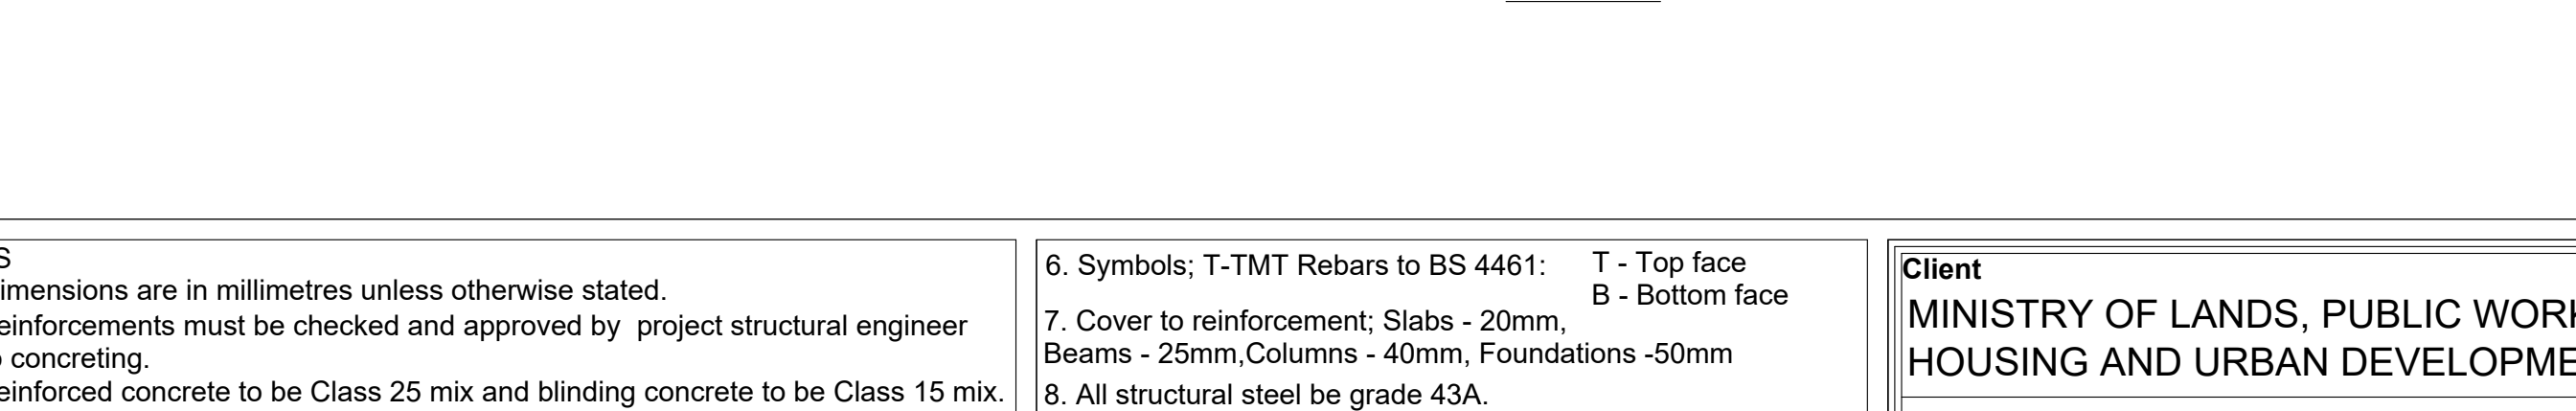 S
imensions are in millimetres unless otherwise stated.
einforcements must be checked and approved by project structural engineer
concreting.
einforced concrete to be Class 25 mix and blinding concrete to be Class 15 mix.
6. Symbols; T-TMT Rebars to BS 4461:
T - Top face
B - Bottom face
7. Cover to reinforcement; Slabs - 20mm,
Beams - 25mm,Columns - 40mm, Foundations -50mm
8. All structural steel be grade 43A.
Client
MINISTRY OF LANDS, PUBLIC WORK
HOUSING AND URBAN DEVELOPME